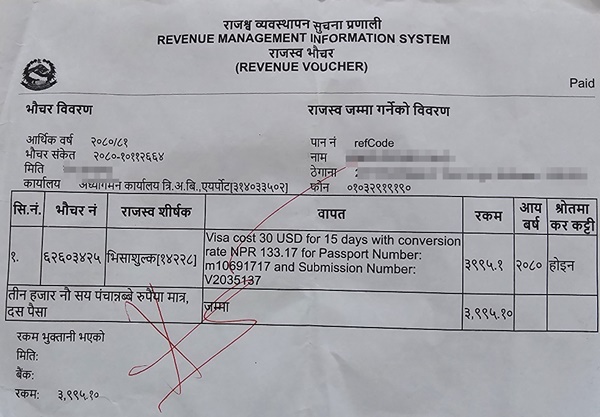 राजश्व व्यवस्थापन सुचना प्रणाली
REVENUE MANAGEMENT INFORMATION SYSTEM
राजस्व भौचर
(REVENUE VOUCHER)
Paid
भौचर विवरण
राजस्व जम्मा गर्नेको विवरण
आर्थिक वर्ष २०८०/८१
पान नं refCode
भौचर संकेत २०८०-१०११२६६४
नाम
मिति
ठेगाना
कार्यालय अध्यागमन कार्यालय त्रि.अ.बि.,एयर्पोट[३१४०३३५०२]
फोन ०१०३२९१९१९०
सि.नं. भौचर नं राजस्व शीर्षक वापत रकम आय बर्ष श्रोतमा कर कट्टी
१. ६२६०३४२५ भिसाशुल्क[१४२२८] Visa cost 30 USD for 15 days with conversion rate NPR 133.17 for Passport Number: m10691717 and Submission Number: V2035137 ३९९५.१ २०८० होइन
तीन हजार नौ सय पंचान्नब्बे रुपैंया मात्र, दस पैसा जम्मा ३,९९५.१०
रकम भुक्तानी भएको
मिति:
बैंक:
रकम: ३,९९५.१०